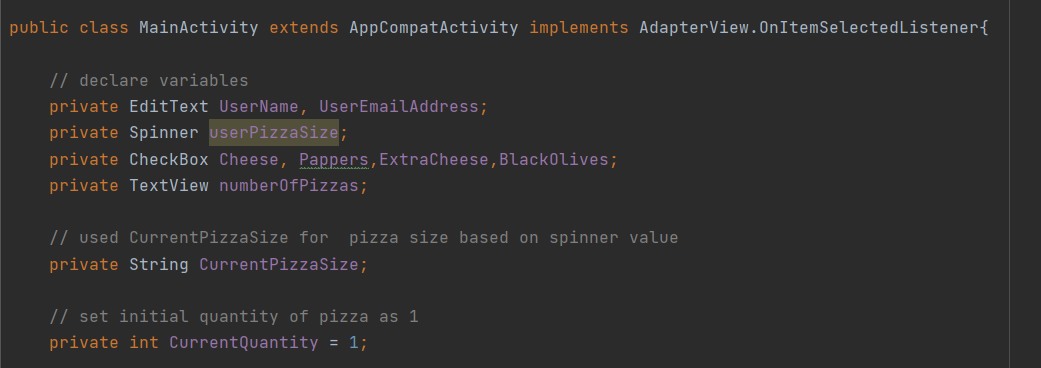 public class MainActivity extends AppCompatActivity implements AdapterView.OnItemSelectedListener{
// declare variables
private EditText UserName, UserEmailAddress;
private Spinner userPizzaSize;
private CheckBox Cheese, Pappers,ExtraCheese,BlackOlives;
private TextView numberOfPizzas;
// used CurrentPizzaSize for  pizza size based on spinner value
private String CurrentPizzaSize;
// set initial quantity of pizza as 1
private int CurrentQuantity = 1;